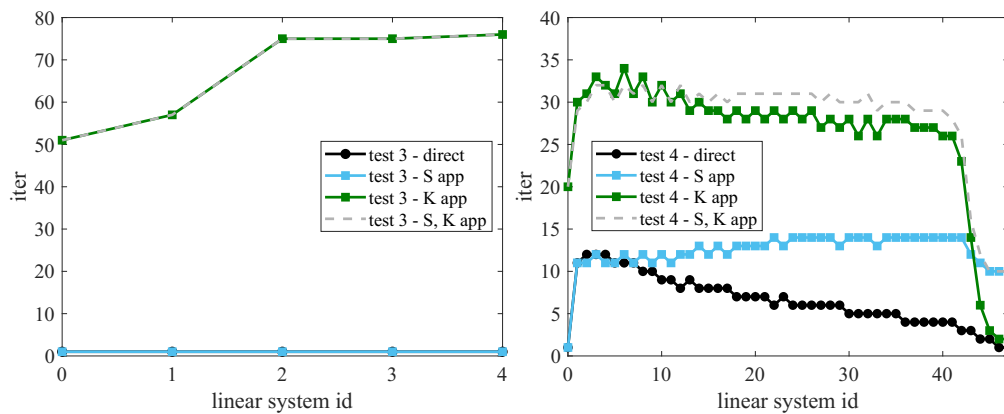 80
70
60
50
40
30
20
10
0
iter
0 1 2 3 4
linear system id
test 3 - direct
test 3 - S app
test 3 - K app
test 3 - S, K app
40
35
30
25
20
15
10
5
0
iter
0 10 20 30 40
linear system id
test 4 - direct
test 4 - S app
test 4 - K app
test 4 - S, K app